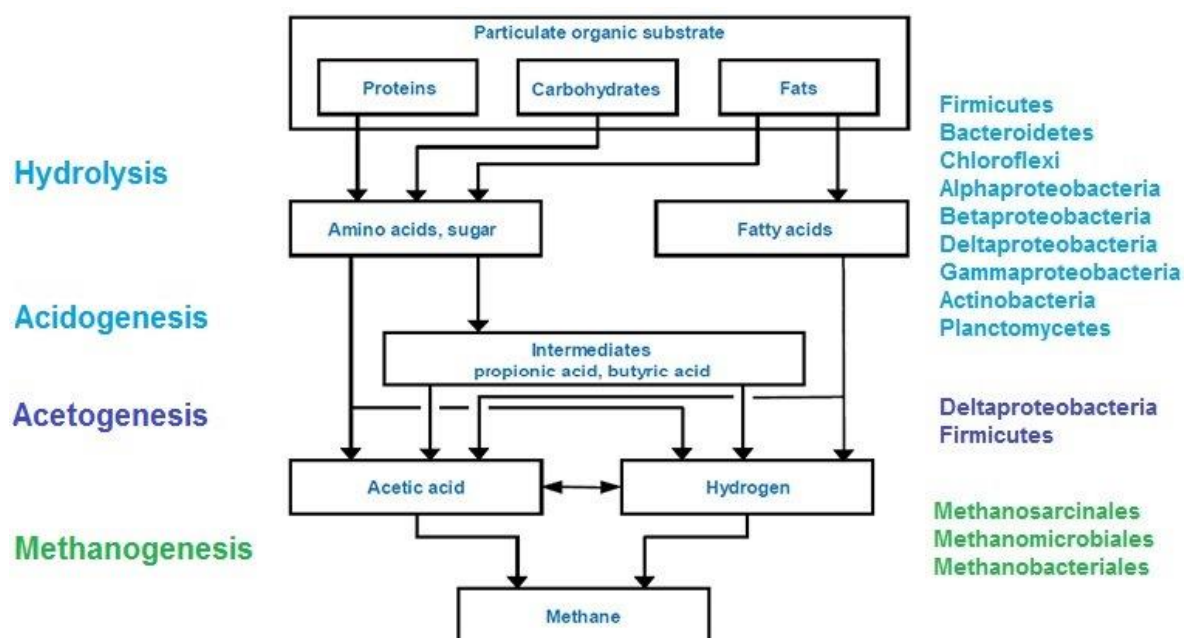 Particulate organic substrate
Proteins
Carbohydrates
Fats
Hydrolysis
Amino acids, sugar
Fatty acids
Acidogenesis
Intermediates
propionic acid, butyric acid
Acetogenesis
Acetic acid
Hydrogen
Methanogenesis
Methane
Firmicutes
Bacteroidetes
Chloroflexi
Alphaproteobacteria
Betaproteobacteria
Deltaproteobacteria
Gammaproteobacteria
Actinobacteria
Planctomycetes
Deltaproteobacteria
Firmicutes
Methanosarcinales
Methanomicrobiales
Methanobacteriales